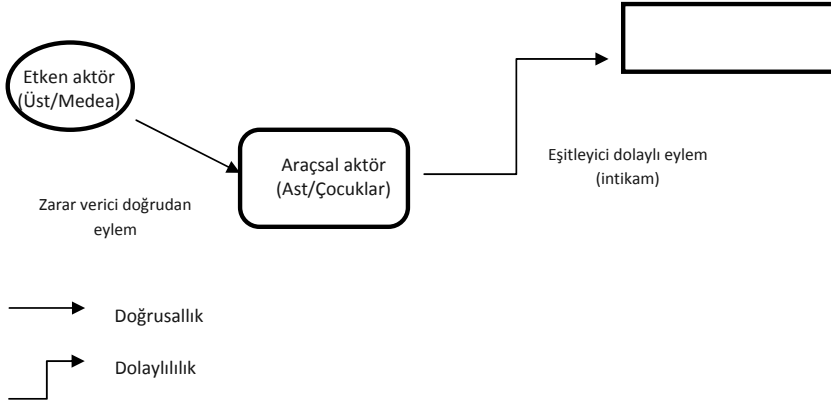 Etken aktör
(Üst/Medea)
Araçsal aktör
(Ast/Çocuklar)
Eşitleyici dolaylı eylem
(intikam)
Zarar verici doğrudan
eylem
Doğrusallık
Dolaylılılık